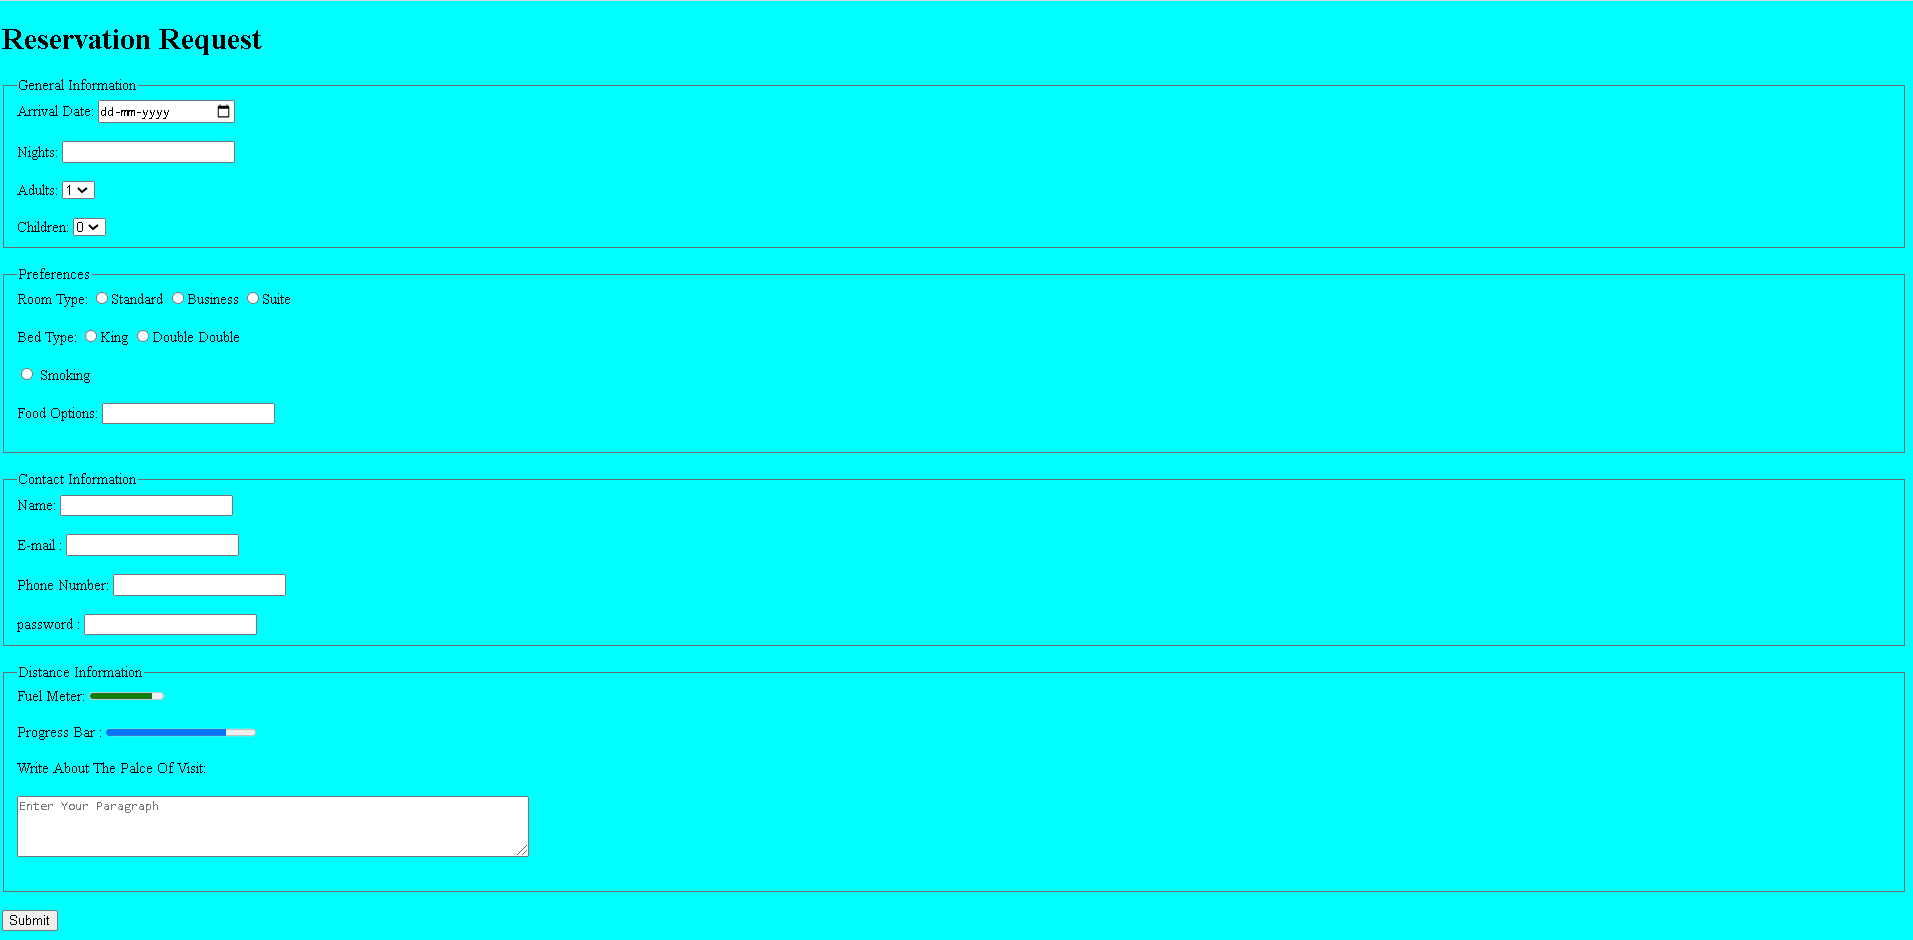 Reservation Request
General Information
Arrival Date: dd-mm-yyyy
Nights:
Adults: 1
Children: 0
Preferences
Room Type: Standard Business Suite
Bed Type: King Double Double
Smoking
Food Options:
Contact Information
Name:
E-mail :
Phone Number:
password :
Distance Information
Fuel Meter:
Progress Bar :
Write About The Palce Of Visit:
Enter Your Paragraph
Submit